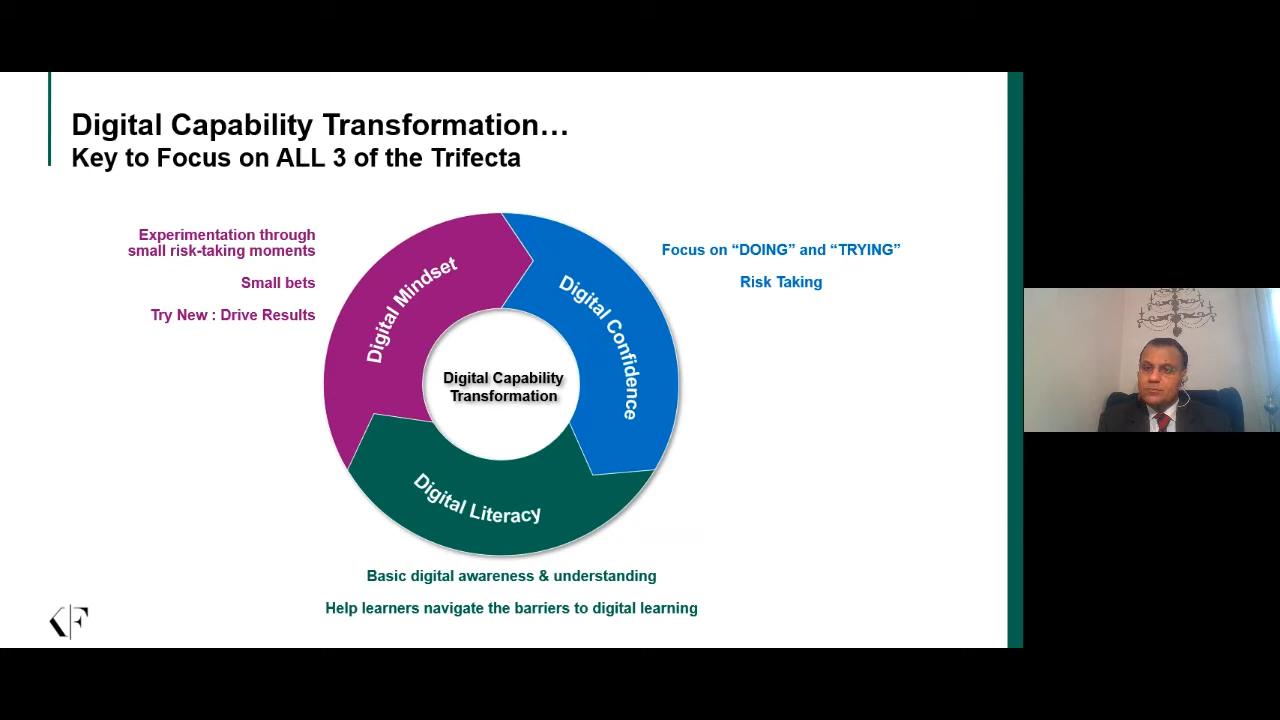 Digital Capability Transformation…
Key to Focus on ALL 3 of the Trifecta
Experimentation through
small risk-taking moments
Small bets
Try New : Drive Results
Digital Mindset
Digital Confidence
Focus on “DOING” and “TRYING”
Risk Taking
Digital Capability
Transformation
Digital Literacy
Basic digital awareness & understanding
Help learners navigate the barriers to digital learning
KF